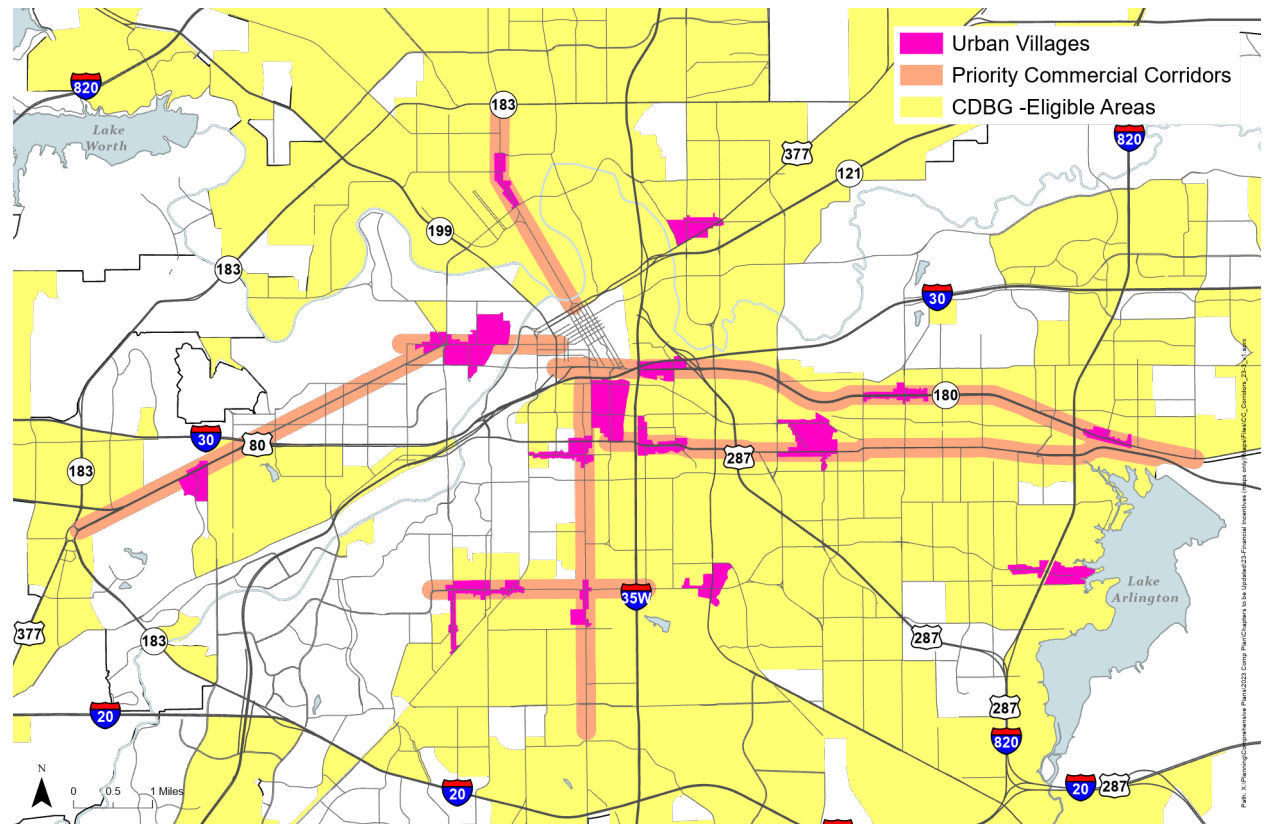 Urban Villages
Priority Commercial Corridors
CDBG -Eligible Areas
820
Lake
Worth
183
377
820
121
199
183
30
180
30
80
183
287
35W
Lake
Arlington
377
183
287
20
287
820
20
20
287
N
0 0.5 1 Miles